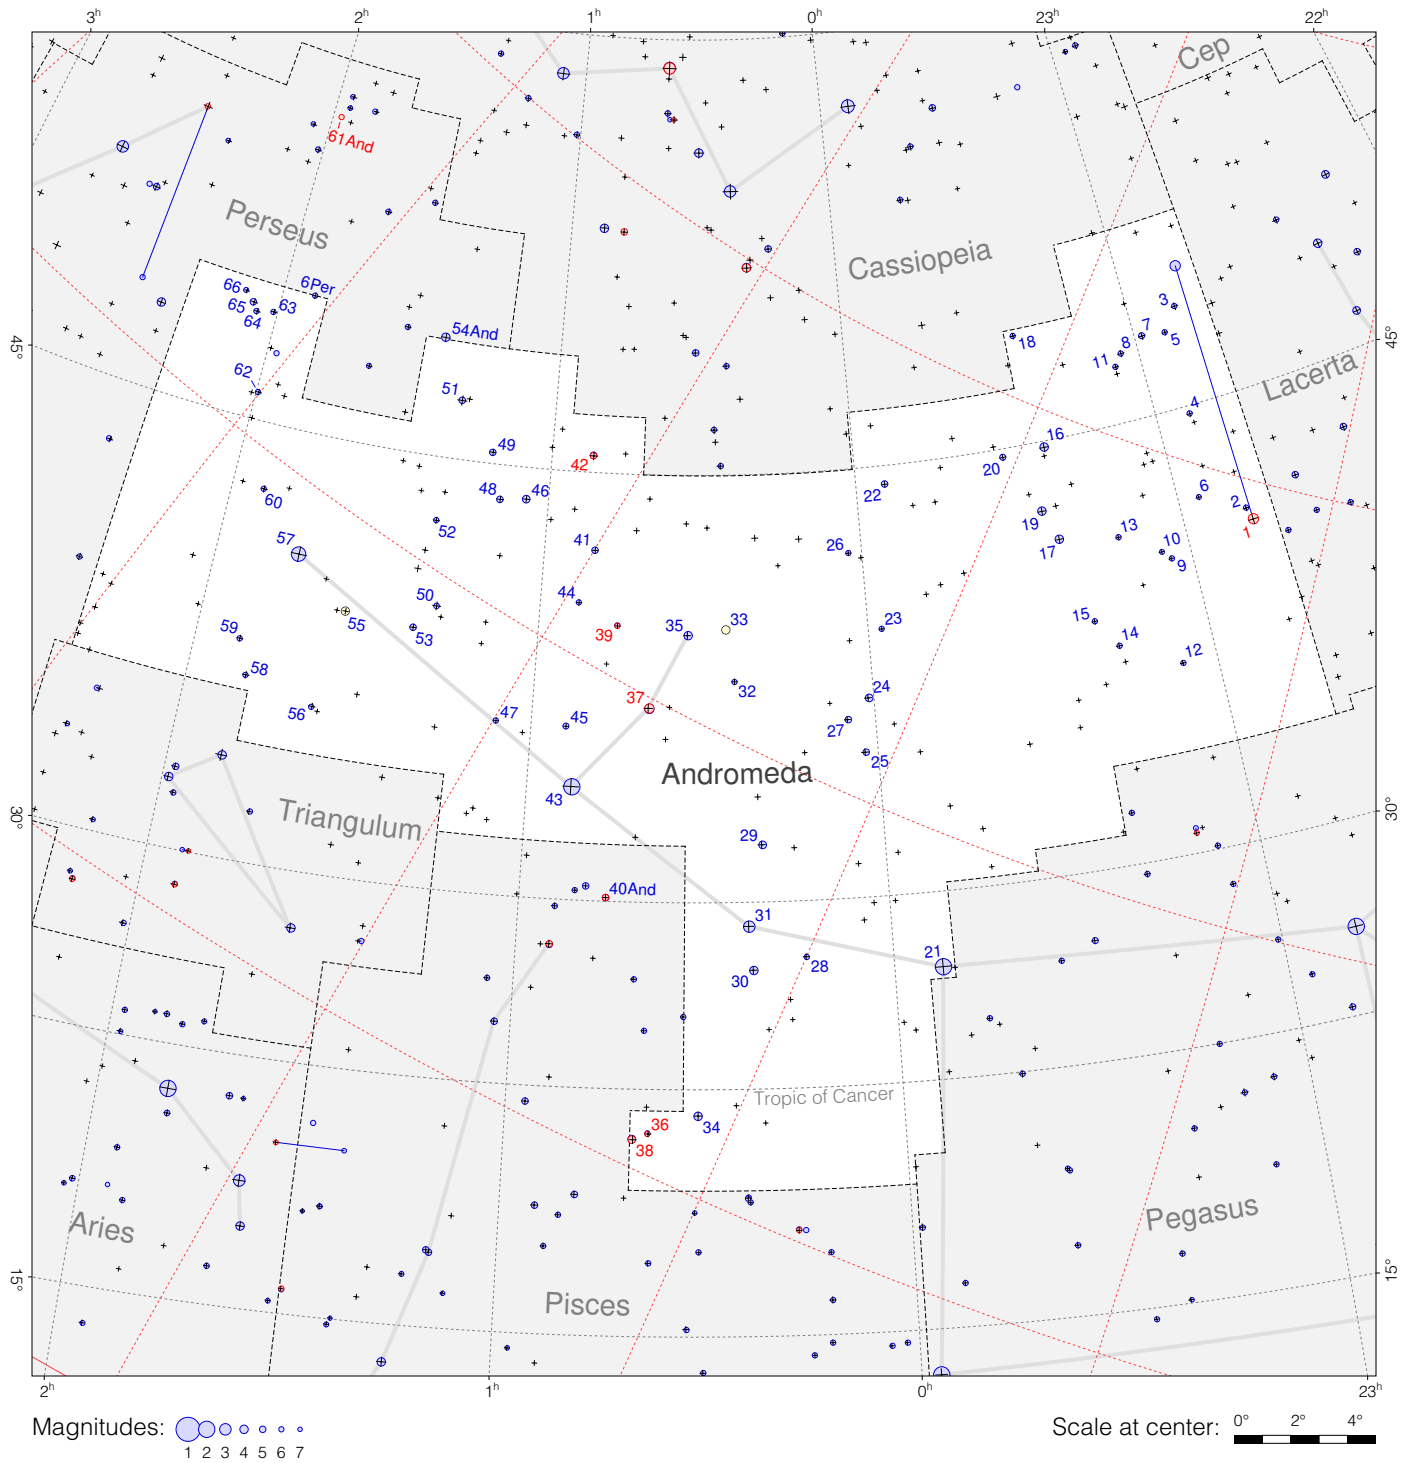 3h 2h 1h 0h 23h 22h
Cep
61And
Perseus
Cassiopeia
66 6Per
65 63
64
3
7
5
8
18
11
45° 54And 45°
62
51
Lacerta
4
49 16
42 20
48 46 22 6
60 2
52 19 1
57 41 26 17 13 10
9
50 44
55 39 35 33 23 15
59 53
14
58 32 12
37 24
56 47 45 27
25
Andromeda
43
30° Triangulum 29 30°
40And
31
21
30 28
Tropic of Cancer
36 34
38
Aries Pegasus
15° Pisces 15°
2h 1h 0h 23h
Magnitudes: 1 2 3 4 5 6 7
Scale at center: 0° 2° 4°